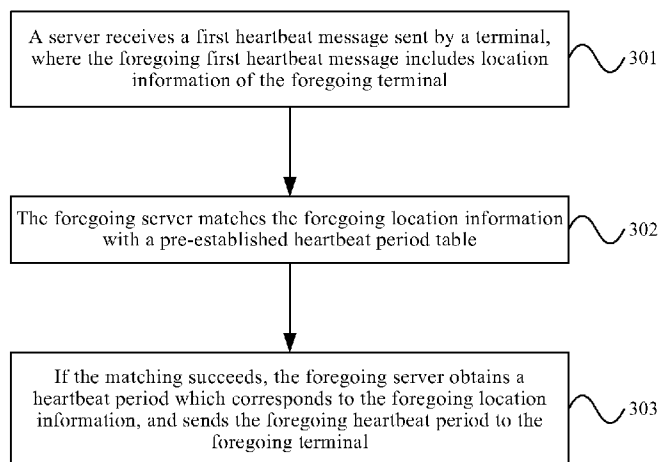 A server receives a first heartbeat message sent by a terminal,
where the foregoing first heartbeat message includes location
information of the foregoing terminal
301
The foregoing server matches the foregoing location information
with a pre-established heartbeat period table
302
If the matching succeeds, the foregoing server obtains a
heartbeat period which corresponds to the foregoing location
information, and sends the foregoing heartbeat period to the
foregoing terminal
303